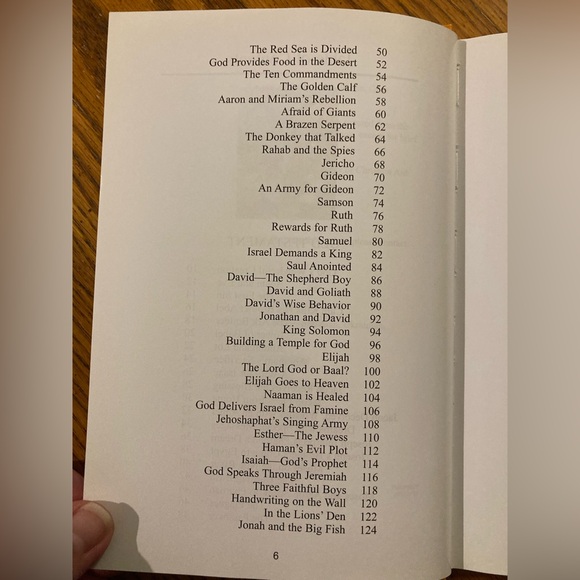 The Red Sea is Divided 50
God Provides Food in the Desert 52
The Ten Commandments 54
The Golden Calf 56
Aaron and Miriam's Rebellion 58
Afraid of Giants 60
A Brazen Serpent 62
The Donkey that Talked 64
Rahab and the Spies 66
Jericho 68
Gideon 70
An Army for Gideon 72
Samson 74
Ruth 76
Rewards for Ruth 78
Samuel 80
Israel Demands a King 82
Saul Anointed 84
David—The Shepherd Boy 86
David and Goliath 88
David's Wise Behavior 90
Jonathan and David 92
King Solomon 94
Building a Temple for God 96
Elijah 98
The Lord God or Baal? 100
Elijah Goes to Heaven 102
Naaman is Healed 104
God Delivers Israel from Famine 106
Jehoshaphat's Singing Army 108
Esther—The Jewess 110
Haman's Evil Plot 112
Isaiah—God's Prophet 114
God Speaks Through Jeremiah 116
Three Faithful Boys 118
Handwriting on the Wall 120
In the Lions' Den 122
Jonah and the Big Fish 124
6